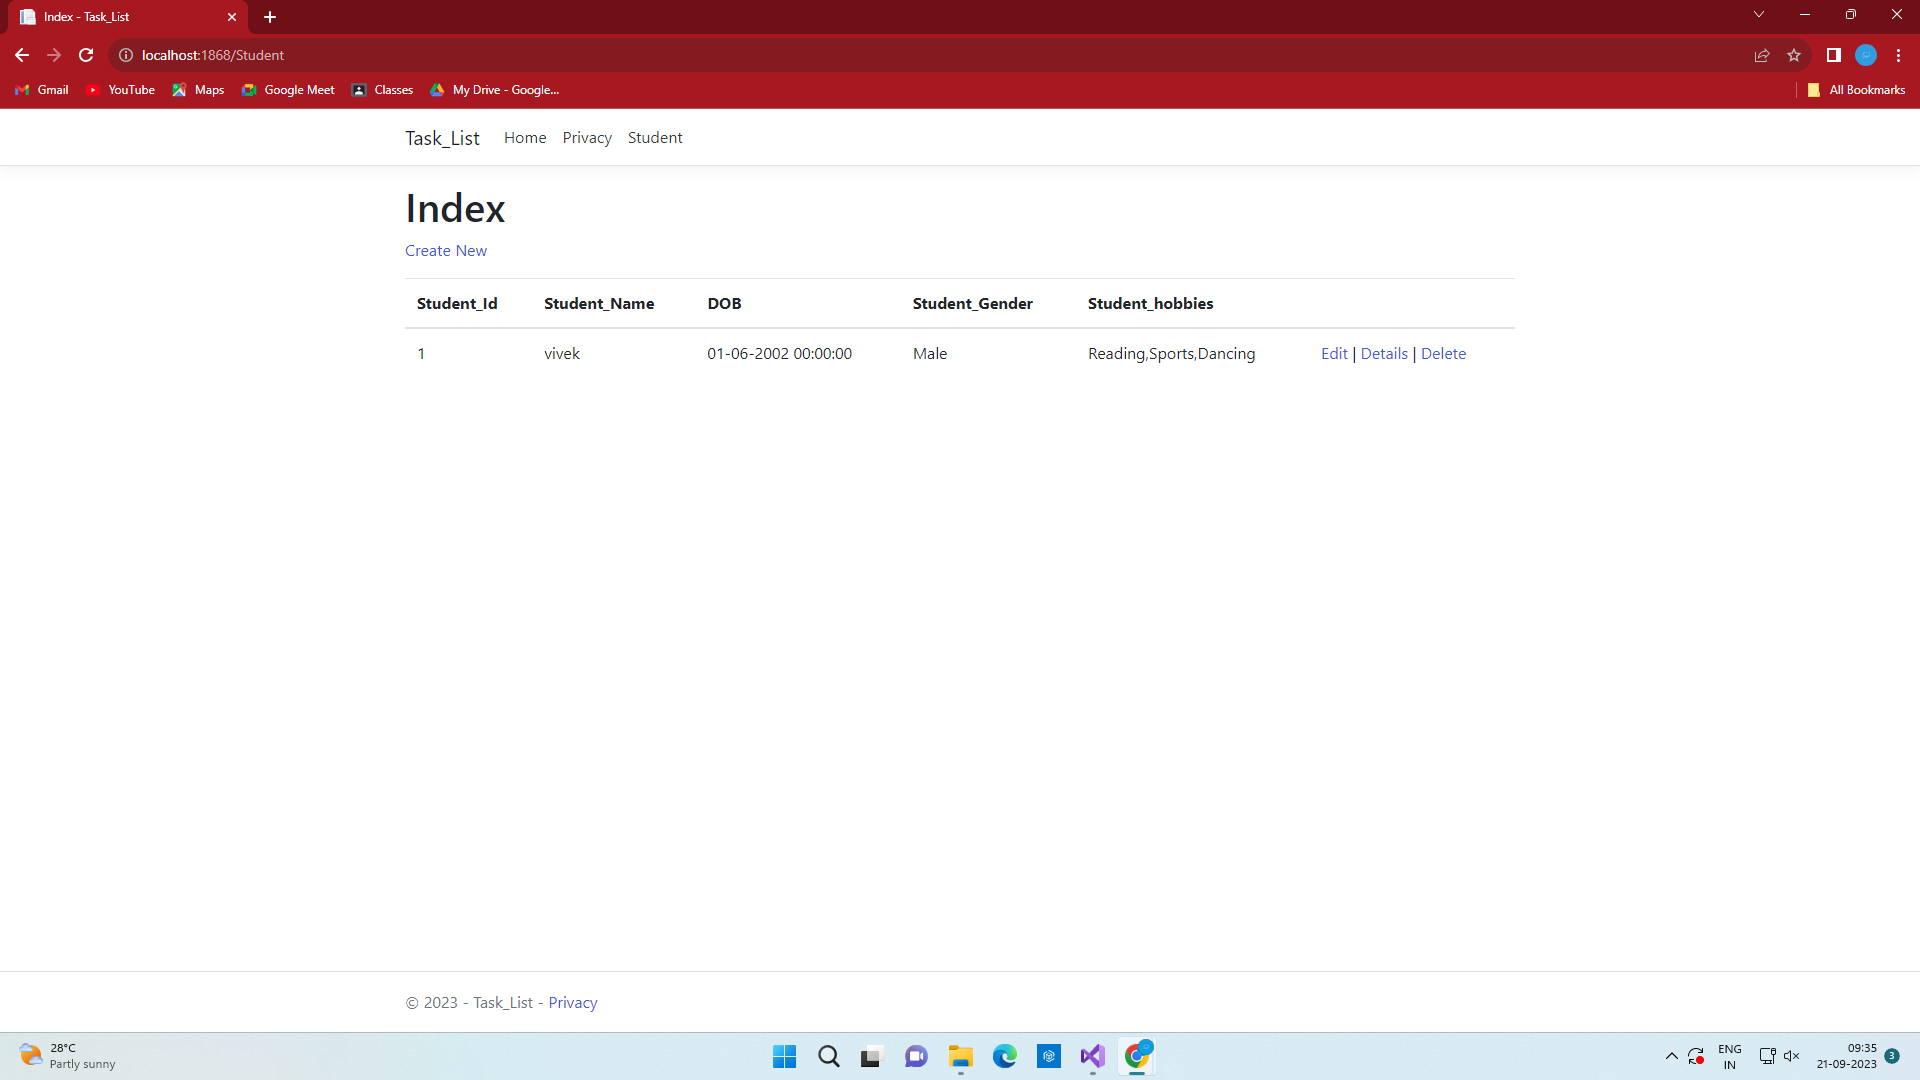 Index - Task_List
localhost:1868/Student
Gmail YouTube Maps Google Meet Classes My Drive - Google... All Bookmarks
Task_List Home Privacy Student
Index
Create New
Student_Id Student_Name DOB Student_Gender Student_hobbies
1 vivek 01-06-2002 00:00:00 Male Reading,Sports,Dancing Edit | Details | Delete
© 2023 - Task_List - Privacy
28°C
Partly sunny
ENG
IN
09:35
21-09-2023
3